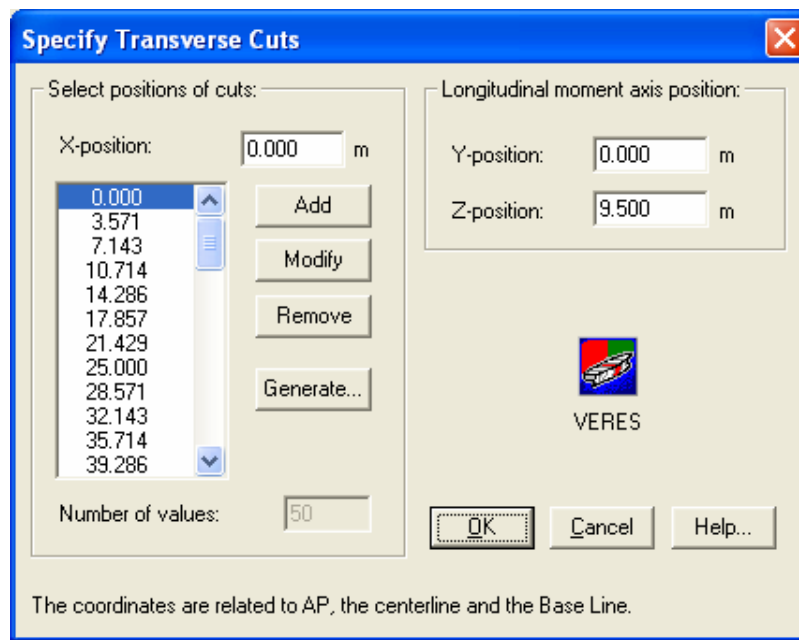 Specify Transverse Cuts
Select positions of cuts:
X-position: 0.000 m
0.000
3.571
7.143
10.714
14.286
17.857
21.429
25.000
28.571
32.143
35.714
39.286
Add
Modify
Remove
Generate...
Number of values: 50
Longitudinal moment axis position:
Y-position: 0.000 m
Z-position: 9.500 m
VERES
OK Cancel Help...
The coordinates are related to AP, the centerline and the Base Line.